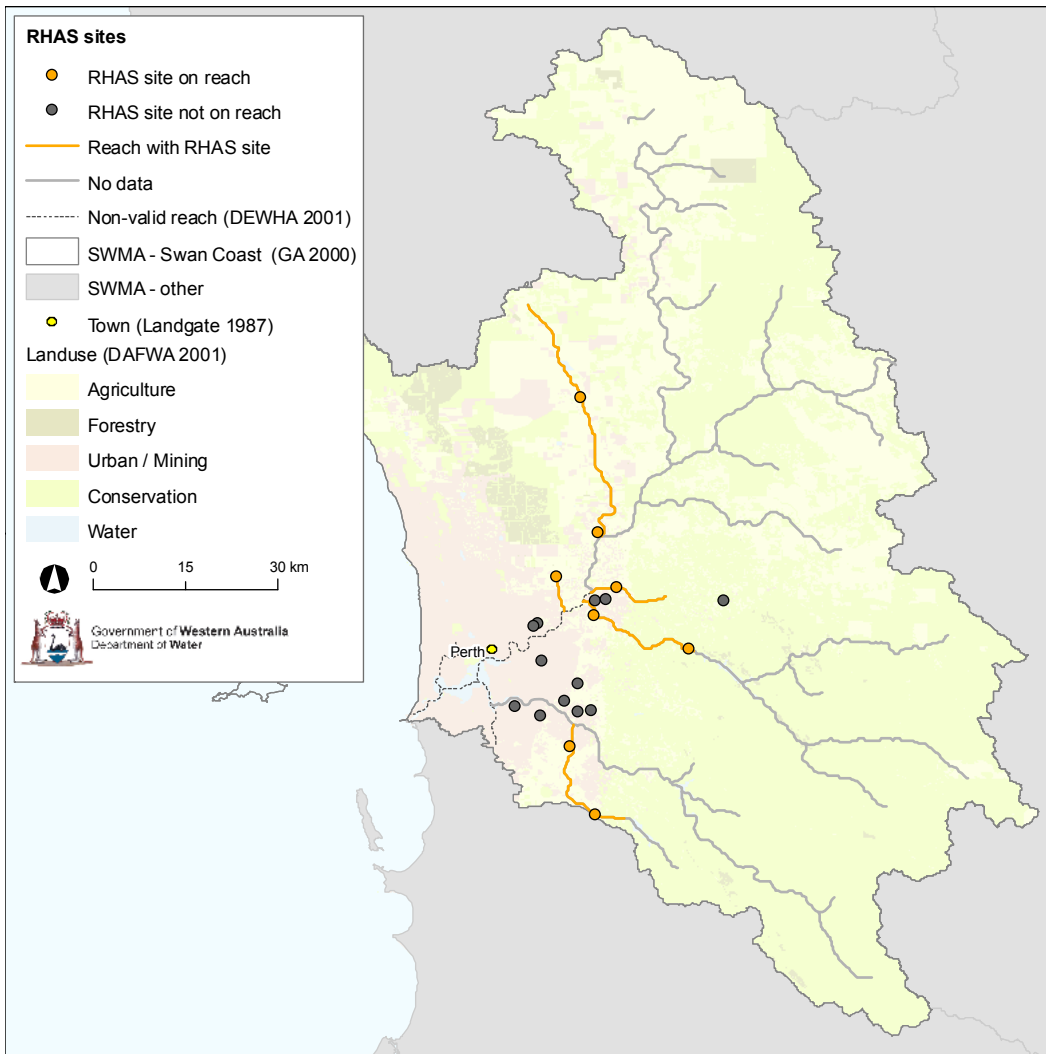 RHAS sites
RHAS site on reach
RHAS site not on reach
Reach with RHAS site
No data
Non-valid reach (DEWHA 2001)
SWMA - Swan Coast (GA 2000)
SWMA - other
Town (Landgate 1987)
Landuse (DAFWA 2001)
Agriculture
Forestry
Urban / Mining
Conservation
Water
0 15 30 km
Government of Western Australia
Department of Water
Perth